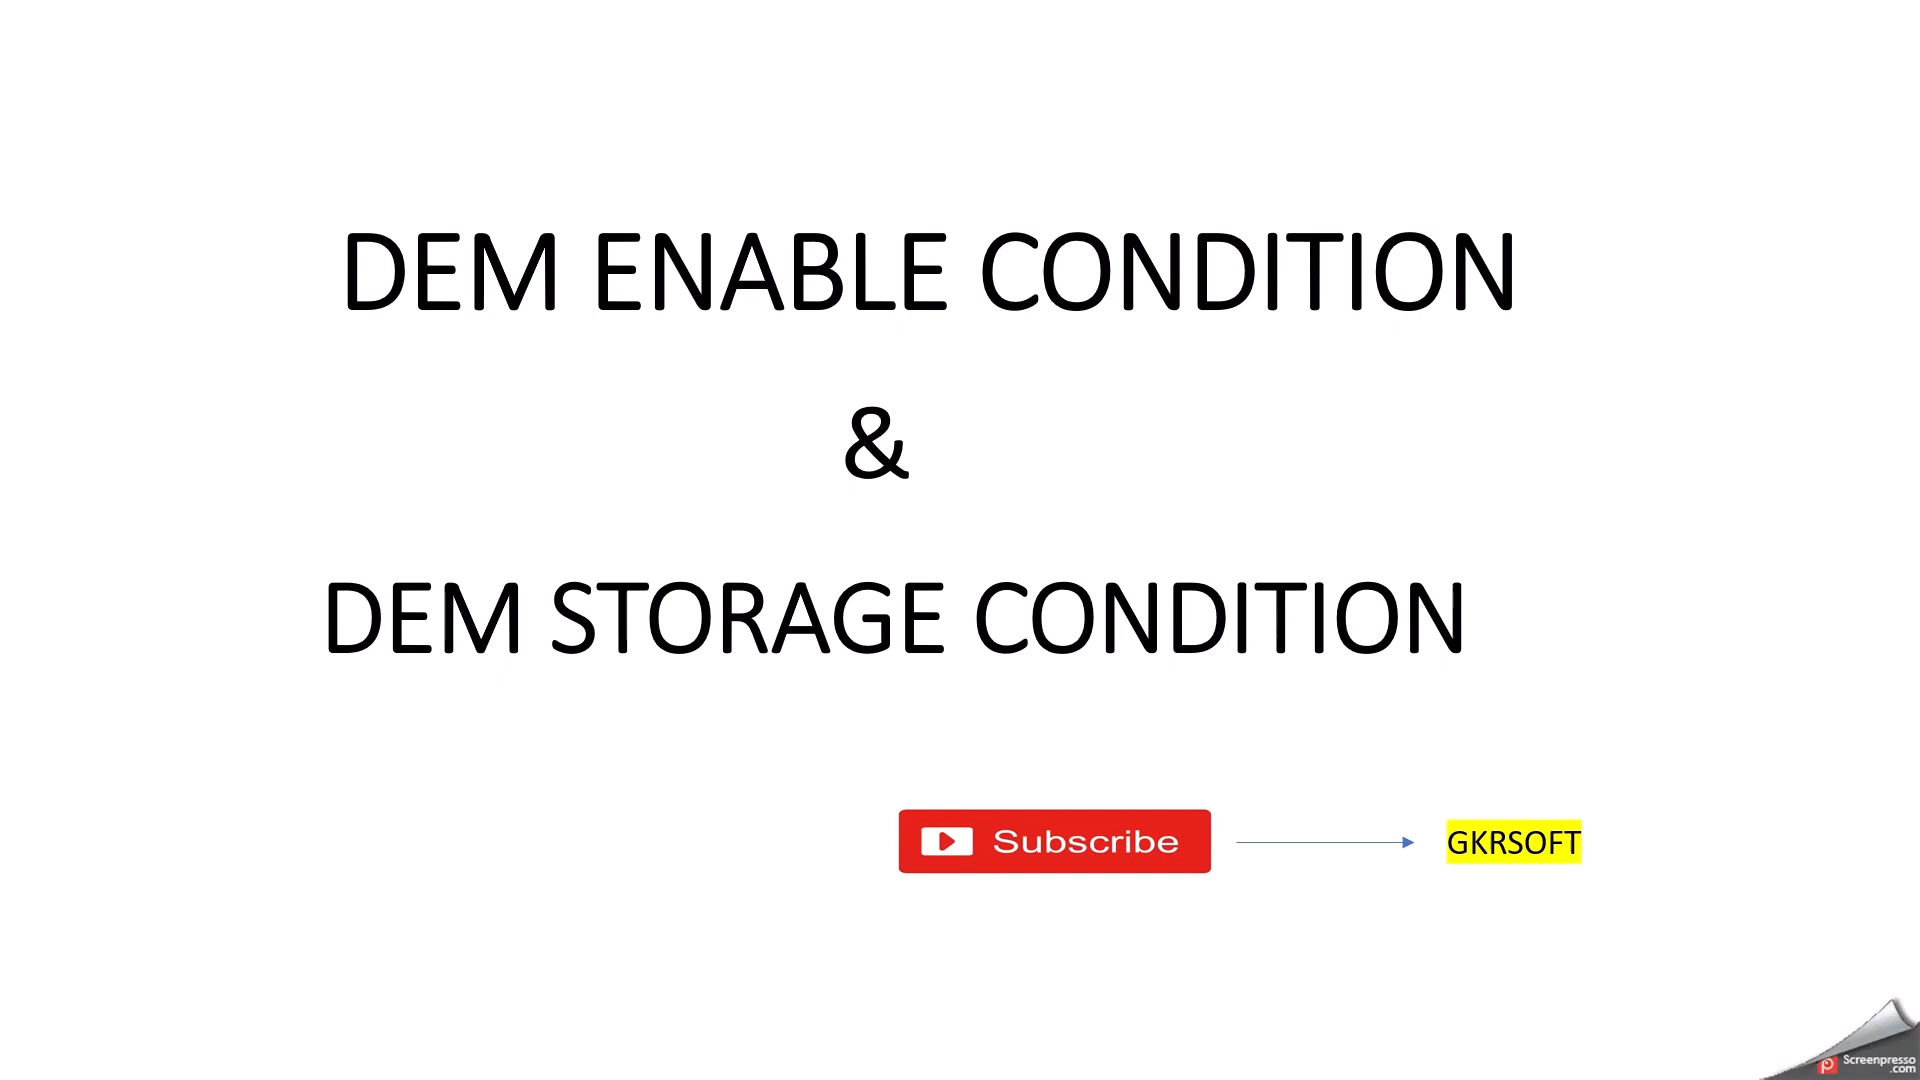 DEM ENABLE CONDITION
&
DEM STORAGE CONDITION
Subscribe GKRSOFT
Screenpresso
.com